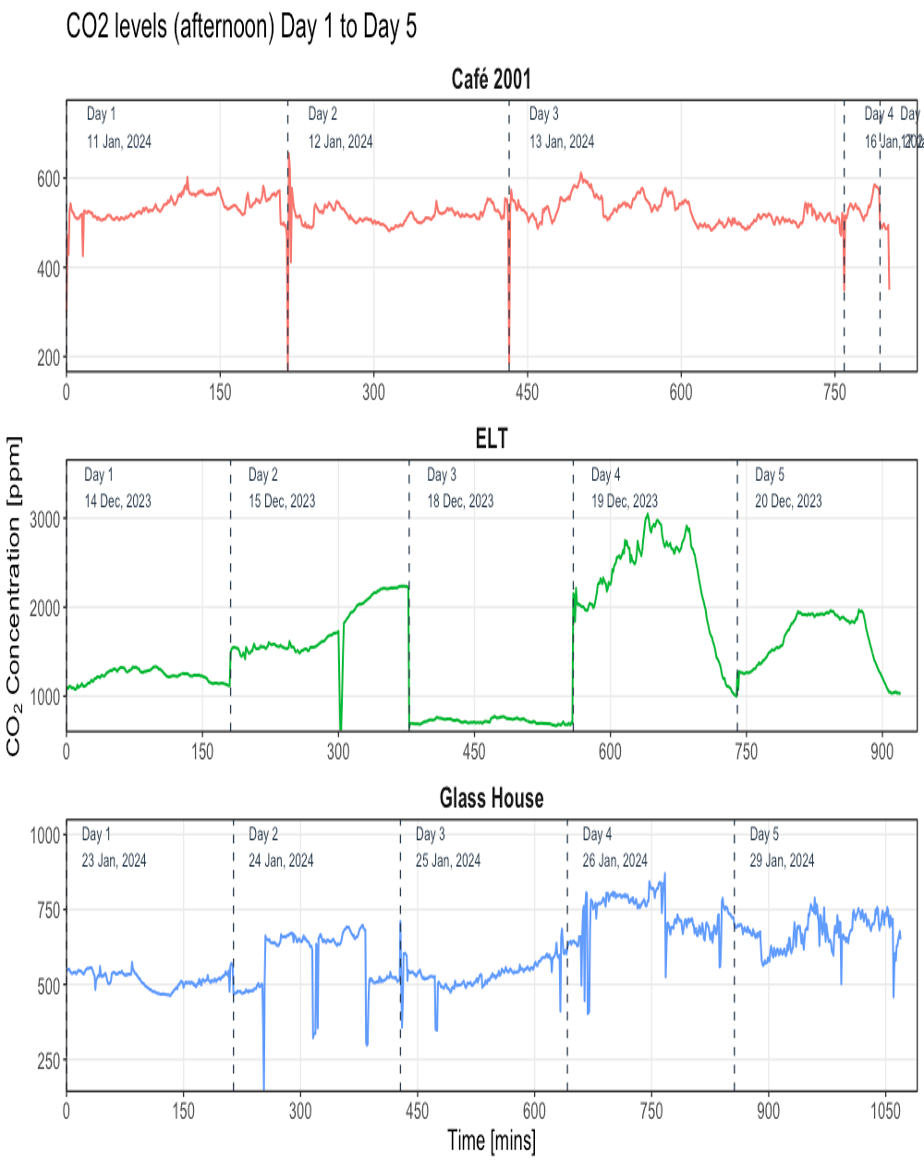 CO2 levels (afternoon) Day 1 to Day 5
Café 2001
Day 1 Day 2 Day 3 Day 4 Day
11 Jan, 2024 12 Jan, 2024 13 Jan, 2024 16 Jan,
600
400
200
0 150 300 450 600 750
CO₂ Concentration [ppm]
ELT
Day 1 Day 2 Day 3 Day 4 Day 5
14 Dec, 2023 15 Dec, 2023 18 Dec, 2023 19 Dec, 2023 20 Dec, 2023
3000
2000
1000
0 150 300 450 600 750 900
Glass House
1000
Day 1 Day 2 Day 3 Day 4 Day 5
23 Jan, 2024 24 Jan, 2024 25 Jan, 2024 26 Jan, 2024 29 Jan, 2024
750
500
250
0 150 300 450 600 750 900 1050
Time [mins]